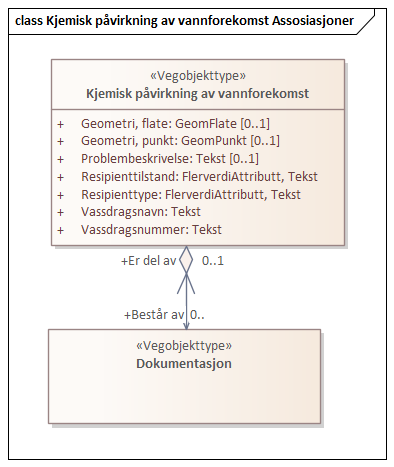 class Kjemisk påvirkning av vannforekomst Assosiasjoner
«Vegobjekttype»
Kjemisk påvirkning av vannforekomst
+ Geometri, flate: GeomFlate [0..1]
+ Geometri, punkt: GeomPunkt [0..1]
+ Problembeskrivelse: Tekst [0..1]
+ Resipienttilstand: FlerverdiAttributt, Tekst
+ Resipienttype: FlerverdiAttributt, Tekst
+ Vassdragsnavn: Tekst
+ Vassdragsnummer: Tekst
+Er del av 0..1
+Består av 0..
«Vegobjekttype»
Dokumentasjon